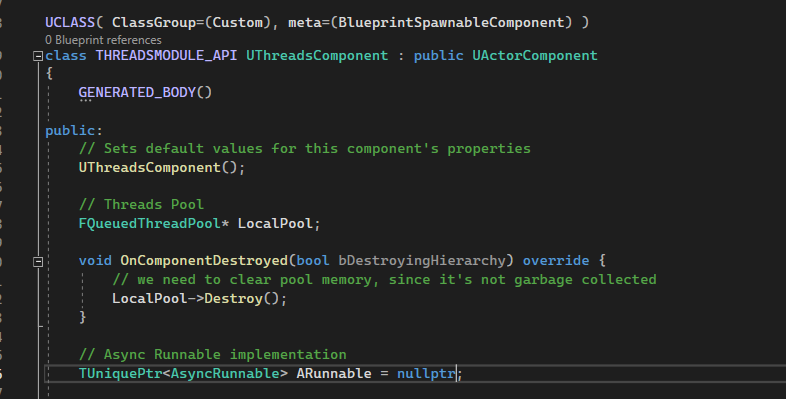 UCLASS( ClassGroup=(Custom), meta=(BlueprintSpawnableComponent) )
0 Blueprint references
class THREADSMODULE_API UThreadsComponent : public UActorComponent
{
GENERATED_BODY()
public:
// Sets default values for this component's properties
UThreadsComponent();
// Threads Pool
FQueuedThreadPool* LocalPool;
void OnComponentDestroyed(bool bDestroyingHierarchy) override {
// we need to clear pool memory, since it's not garbage collected
LocalPool->Destroy();
}
// Async Runnable implementation
TUniquePtr<AsyncRunnable> ARunnable = nullptr;